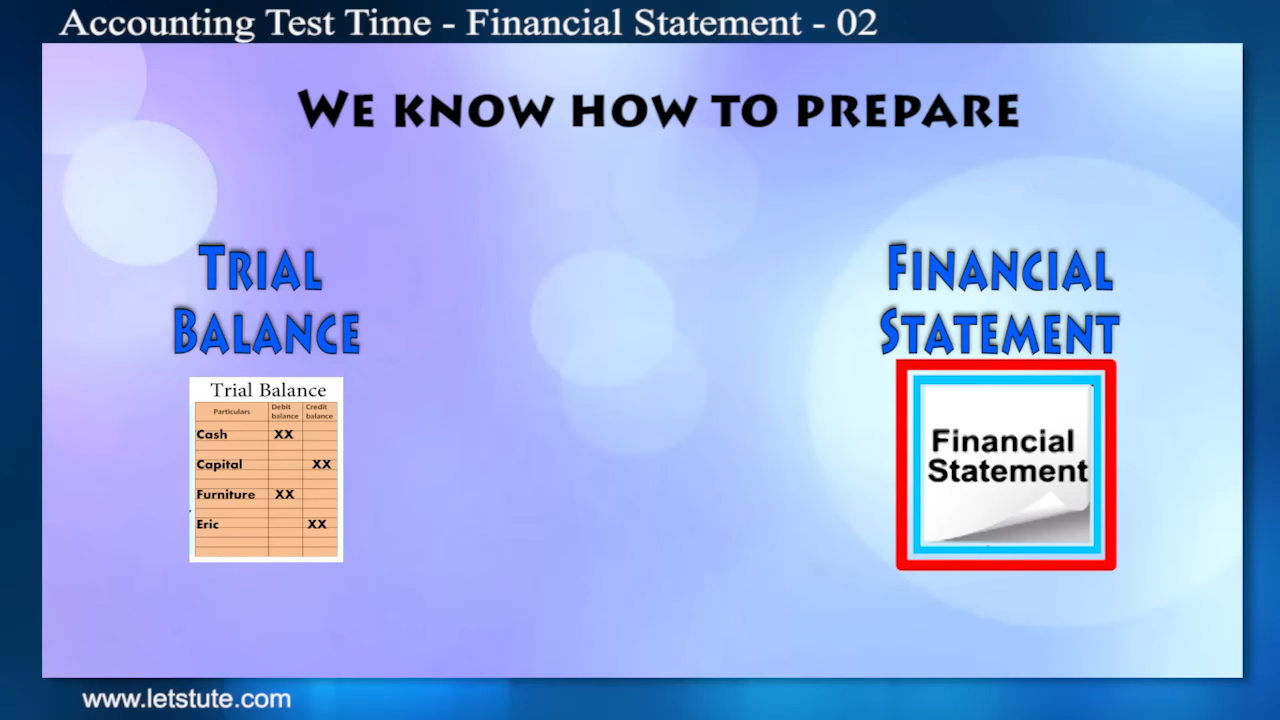 Accounting Test Time - Financial Statement - 02
WE KNOW HOW TO PREPARE
TRIAL
BALANCE
Trial Balance
Particulars Debit balance Credit balance
Cash XX
Capital XX
Furniture XX
Eric XX
FINANCIAL
STATEMENT
Financial
Statement
www.letstute.com